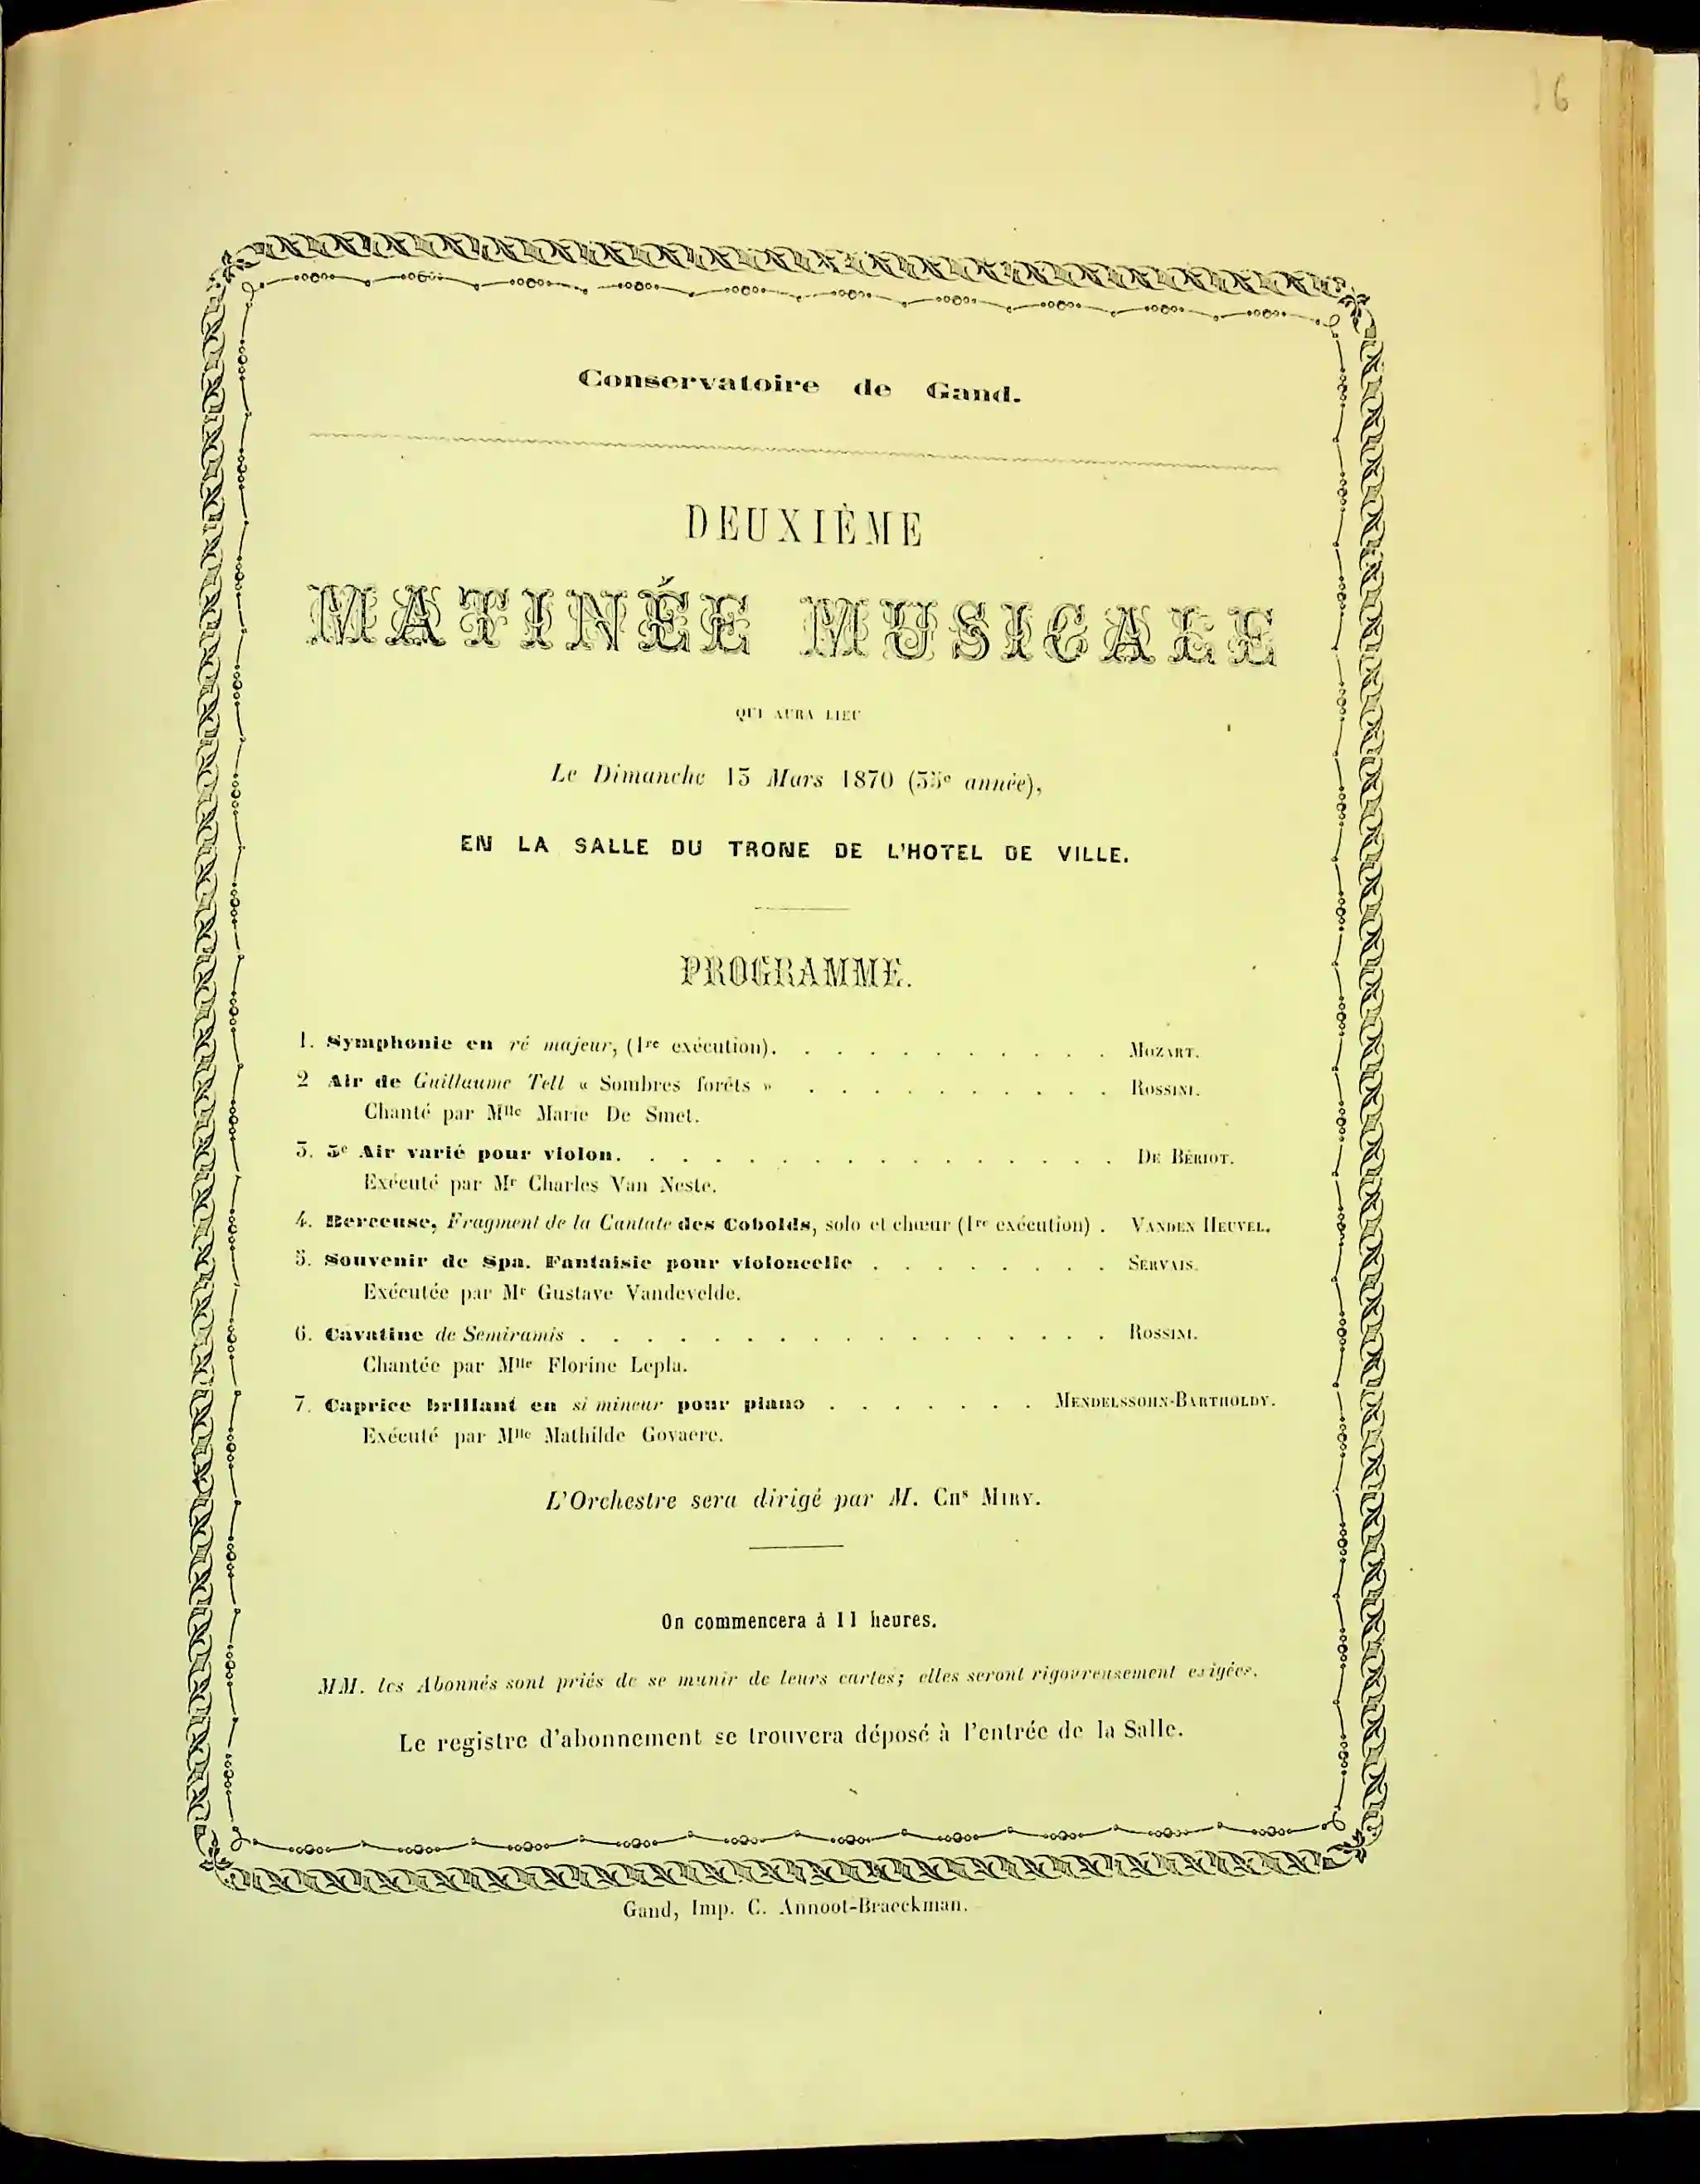 16
Conservatoire de Gand.
DEUXIÈME
MATINÉE MUSICALE
QUI AURA LIEU
Le Dimanche 13 Mars 1870 (35e année),
EN LA SALLE DU TRONE DE L'HOTEL DE VILLE.
PROGRAMME.
1. Symphonie en ré majeur, (1re exécution). . . . . . . . . . . MOZART.
2 Air de Guillaume Tell « Sombres forêts » . . . . . . . . . . ROSSINI.
Chanté par Mlle Marie De Smet.
3. 5e Air varié pour violon. . . . . . . . . . . . . . . . DE BÉRIOT.
Exécuté par Mr Charles Van Neste.
4. Berceuse, Fragment de la Cantate des Cobolds, solo et chœur (1re exécution) . VANDEN HEUVEL.
5. Souvenir de Spa. Fantaisie pour violoncelle . . . . . . . . SERVAIS.
Exécutée par Mr Gustave Vandevelde.
6. Cavatine de Semiramis . . . . . . . . . . . . . . . . . ROSSINI.
Chantée par Mlle Florine Lepla.
7. Caprice brillant en si mineur pour piano . . . . . . . MENDELSSOHN-BARTHOLDY.
Exécuté par Mlle Mathilde Govaere.
L'Orchestre sera dirigé par M. CHs MIRY.
On commencera à 11 heures.
MM. les Abonnés sont priés de se munir de leurs cartes; elles seront rigoureusement exigées.
Le registre d'abonnement se trouvera déposé à l'entrée de la Salle.
Gand, Imp. C. Annoot-Braeckman.